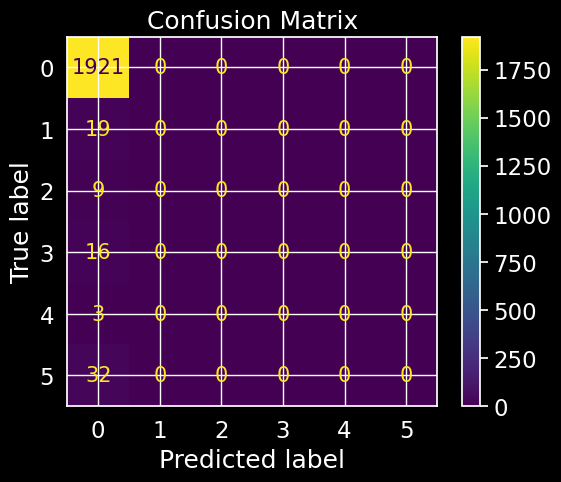 Confusion Matrix
True label
0 1921 0 0 0 0 0
1 19 0 0 0 0 0
2 9 0 0 0 0 0
3 16 0 0 0 0 0
4 3 0 0 0 0 0
5 32 0 0 0 0 0
0 1 2 3 4 5
Predicted label
1750
1500
1250
1000
750
500
250
0